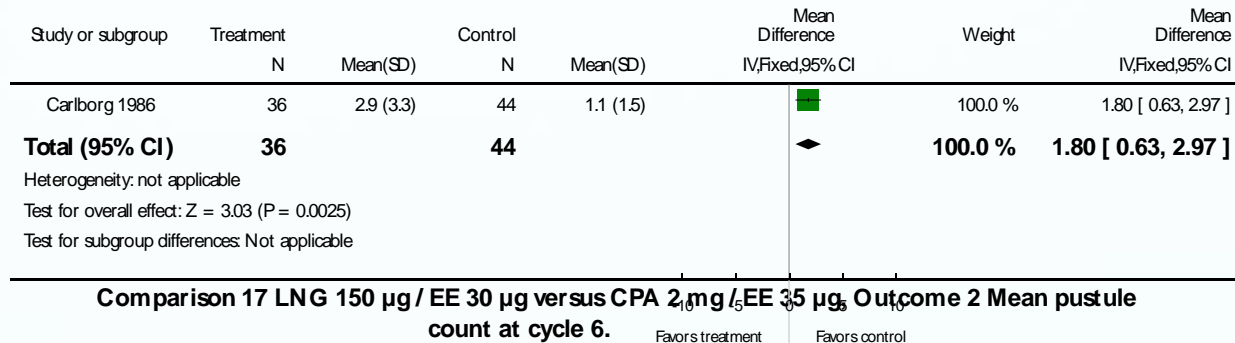 Study or subgroup Treatment Control Mean Difference Weight Mean Difference
N Mean(SD) N Mean(SD) IV,Fixed,95% CI IV,Fixed,95% CI
Carlborg 1986 36 2.9 (3.3) 44 1.1 (1.5) 100.0 % 1.80 [ 0.63, 2.97 ]
Total (95% CI) 36 44 100.0 % 1.80 [ 0.63, 2.97 ]
Heterogeneity: not applicable
Test for overall effect: Z = 3.03 (P = 0.0025)
Test for subgroup differences: Not applicable
-10 -5 0 5 10
Comparison 17 LNG 150 µg / EE 30 µg versus CPA 2 mg / EE 35 µg, Outcome 2 Mean pustule
count at cycle 6.
Favors treatment Favors control